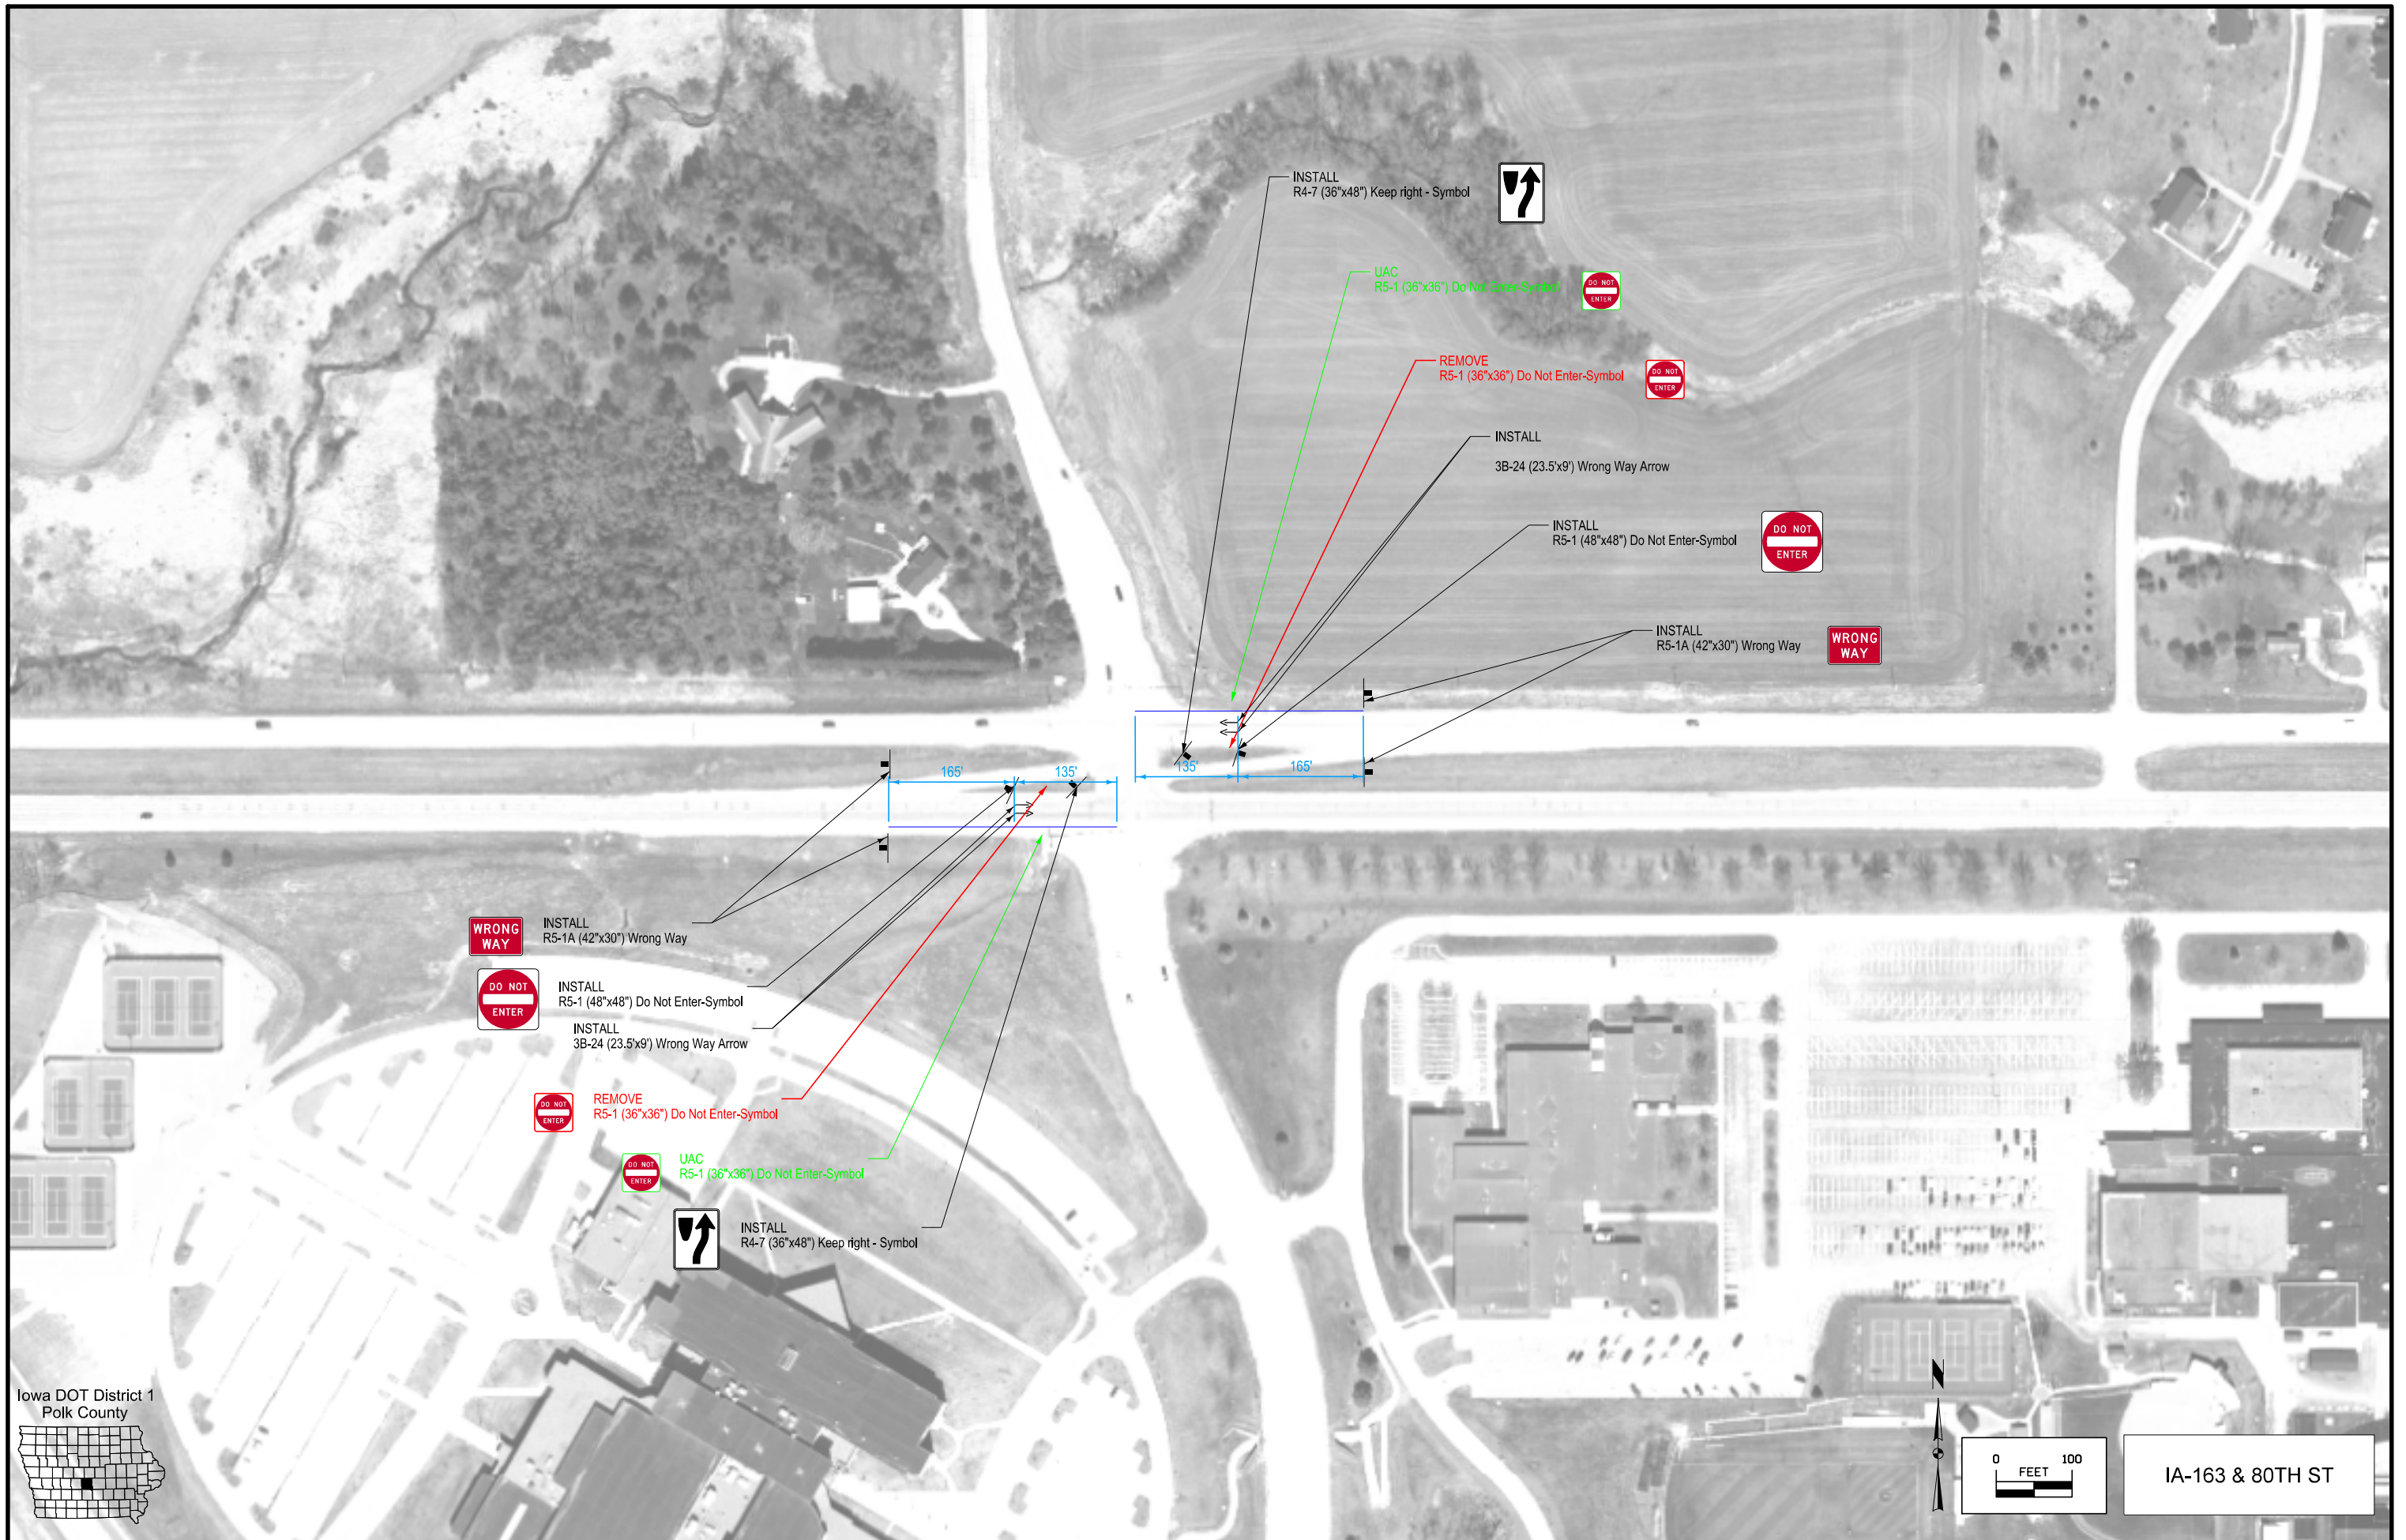 INSTALL
R4-7 (36"x48") Keep right - Symbol
UAC
R5-1 (36"x36") Do Not Enter-Symbol
DO NOT
ENTER
REMOVE
R5-1 (36"x36") Do Not Enter-Symbol
DO NOT
ENTER
INSTALL
3B-24 (23.5'x9') Wrong Way Arrow
INSTALL
R5-1 (48"x48") Do Not Enter-Symbol
DO NOT
ENTER
INSTALL
R5-1A (42"x30") Wrong Way
WRONG
WAY
165'
135'
135'
165'
WRONG
WAY
INSTALL
R5-1A (42"x30") Wrong Way
DO NOT
ENTER
INSTALL
R5-1 (48"x48") Do Not Enter-Symbol
INSTALL
3B-24 (23.5'x9') Wrong Way Arrow
DO NOT
ENTER
REMOVE
R5-1 (36"x36") Do Not Enter-Symbol
DO NOT
ENTER
UAC
R5-1 (36"x36") Do Not Enter-Symbol
INSTALL
R4-7 (36"x48") Keep right - Symbol
Iowa DOT District 1
Polk County
N
0 100
FEET
IA-163 & 80TH ST